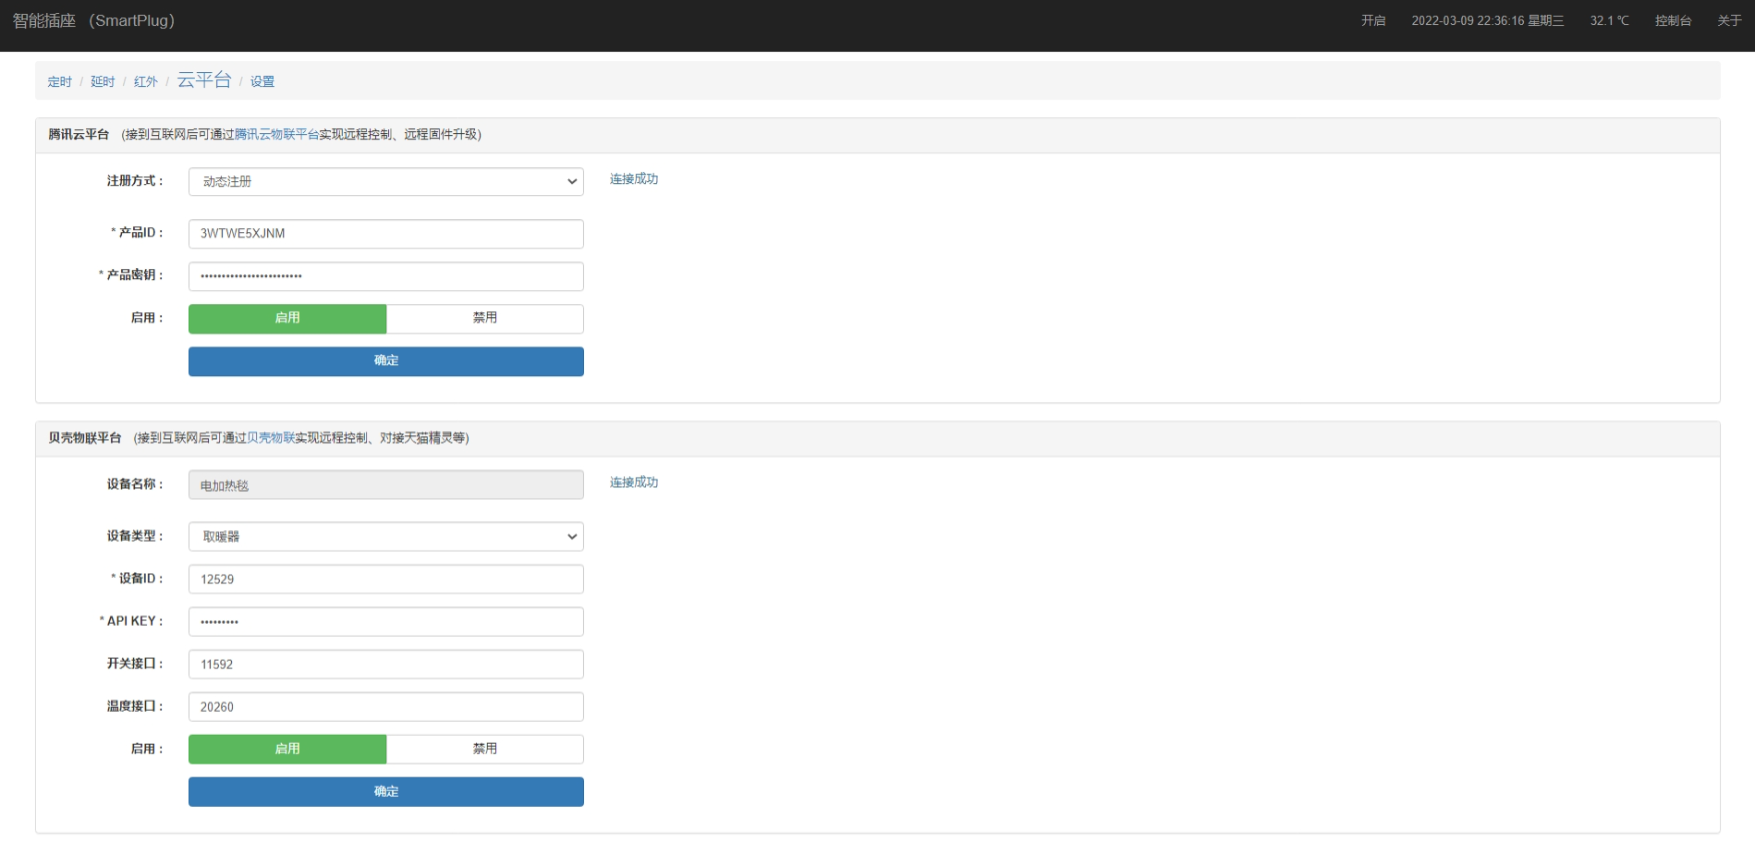 智能插座 （SmartPlug） 开启 2022-03-09 22:36:16 星期三 32.1 ℃ 控制台 关于
定时 / 延时 / 红外 / 云平台 / 设置
腾讯云平台 (接到互联网后可通过腾讯云物联平台实现远程控制、远程固件升级)
注册方式： 动态注册 连接成功
* 产品ID： 3WTWE5XJNM
* 产品密钥： ••••••••••••••••••••••••
启用： 启用 禁用
确定
贝壳物联平台 (接到互联网后可通过贝壳物联实现远程控制、对接天猫精灵等)
设备名称： 电加热毯 连接成功
设备类型： 取暖器
* 设备ID： 12529
* API KEY： •••••••••
开关接口： 11592
温度接口： 20260
启用： 启用 禁用
确定